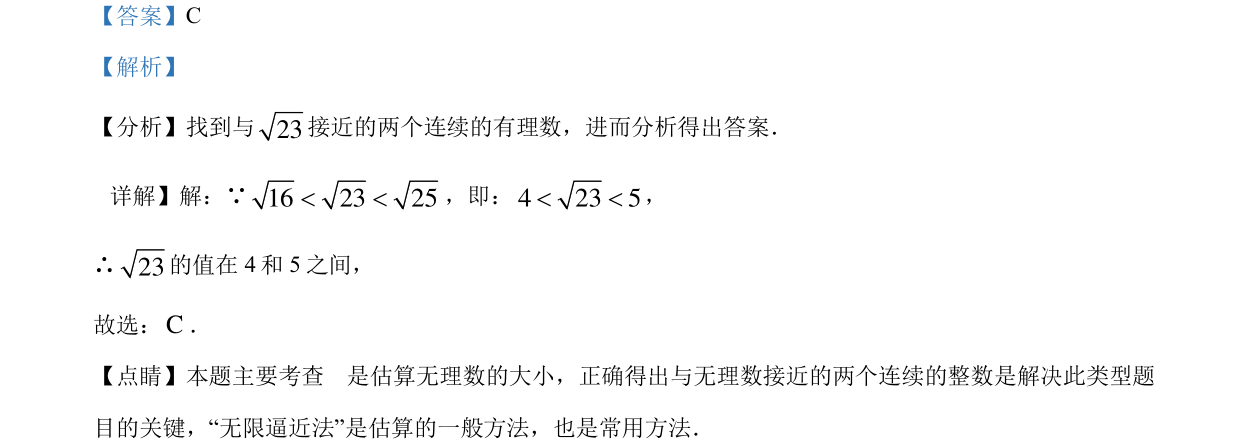 【答案】C
【解析】
【分析】找到与√23接近的两个连续的有理数，进而分析得出答案．
详解】解：∵√16＜√23＜√25，即：4＜√23＜5，
∴√23的值在4和5之间，
故选：C．
【点睛】本题主要考查　是估算无理数的大小，正确得出与无理数接近的两个连续的整数是解决此类型题
目的关键，“无限逼近法”是估算的一般方法，也是常用方法．